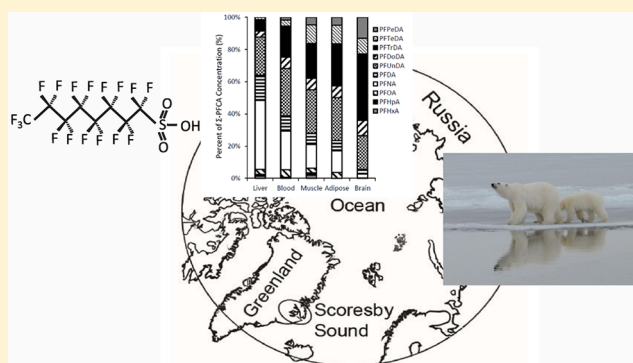 100%
80%
60%
40%
20%
0%
Percent of Σ-PFCA Concentration (%)
Liver Blood Muscle Adipose Brain
PFPeDA
PFTeDA
PFTrDA
PFDoDA
PFUnDA
PFDA
PFNA
PFOA
PFHpA
PFHxA
F F F F F F F F
F₃C
F F F F F F
O
S OH
O
Russia
Ocean
Greenland
Scoresby
Sound